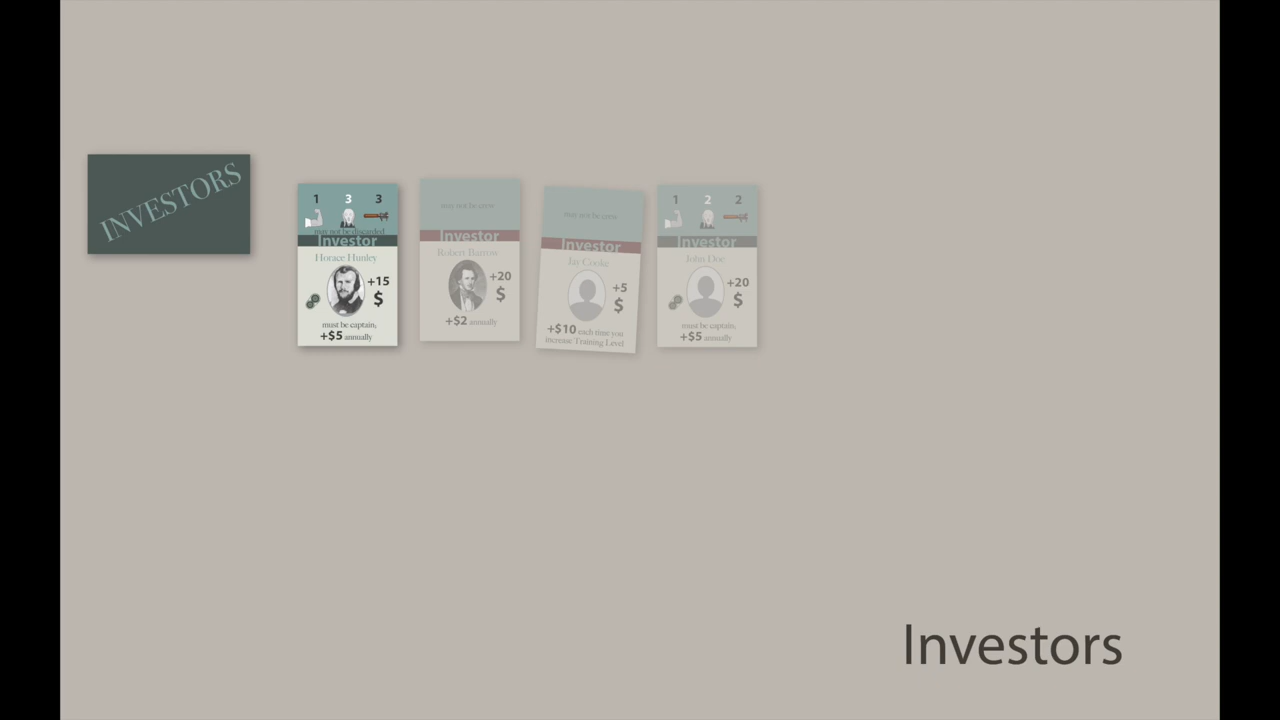 INVESTORS
1 3 3
may not be discarded
Investor
Horace Hunley
+15
$
must be captain,
+$5 annually
may not be crew
Investor
Robert Barrow
+20
$
+$2 annually
may not be crew
Investor
Jay Cooke
+5
$
+$10 each time you
increase Training Level
1 2 2
Investor
John Doe
+20
$
must be captain,
+$5 annually
Investors